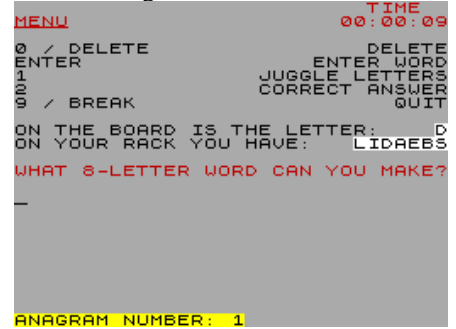 TIME
MENU 00:00:09
0 / DELETE DELETE
ENTER ENTER WORD
1 JUGGLE LETTERS
2 CORRECT ANSWER
9 / BREAK QUIT
ON THE BOARD IS THE LETTER: D
ON YOUR RACK YOU HAVE: LIDAEBS
WHAT 8-LETTER WORD CAN YOU MAKE?
ANAGRAM NUMBER: 1